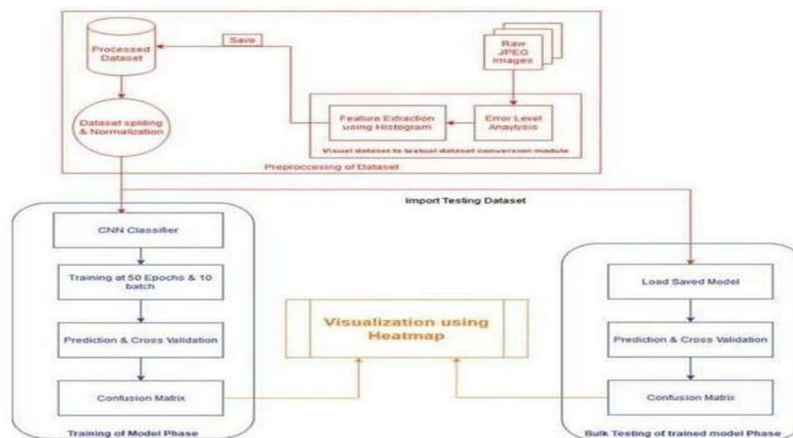 Processed
Dataset
Save
Raw
JPEG
Images
Dataset spliting
& Normalization
Feature Extraction
using Histogram
Error Level
Anaylysis
Visual dataset to textual dataset conversion module
Preproccesing of Dataset
Import Testing Dataset
CNN Classifier
Training at 50 Epochs & 10
batch
Prediction & Cross Validation
Confusion Matrix
Training of Model Phase
Visualization using
Heatmap
Load Saved Model
Prediction & Cross Validation
Confusion Matrix
Bulk Testing of trained model Phase